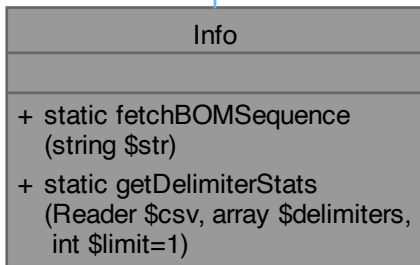 Info
+ static fetchBOMSequence
(string $str)
+ static getDelimiterStats
(Reader $csv, array $delimiters,
int $limit=1)